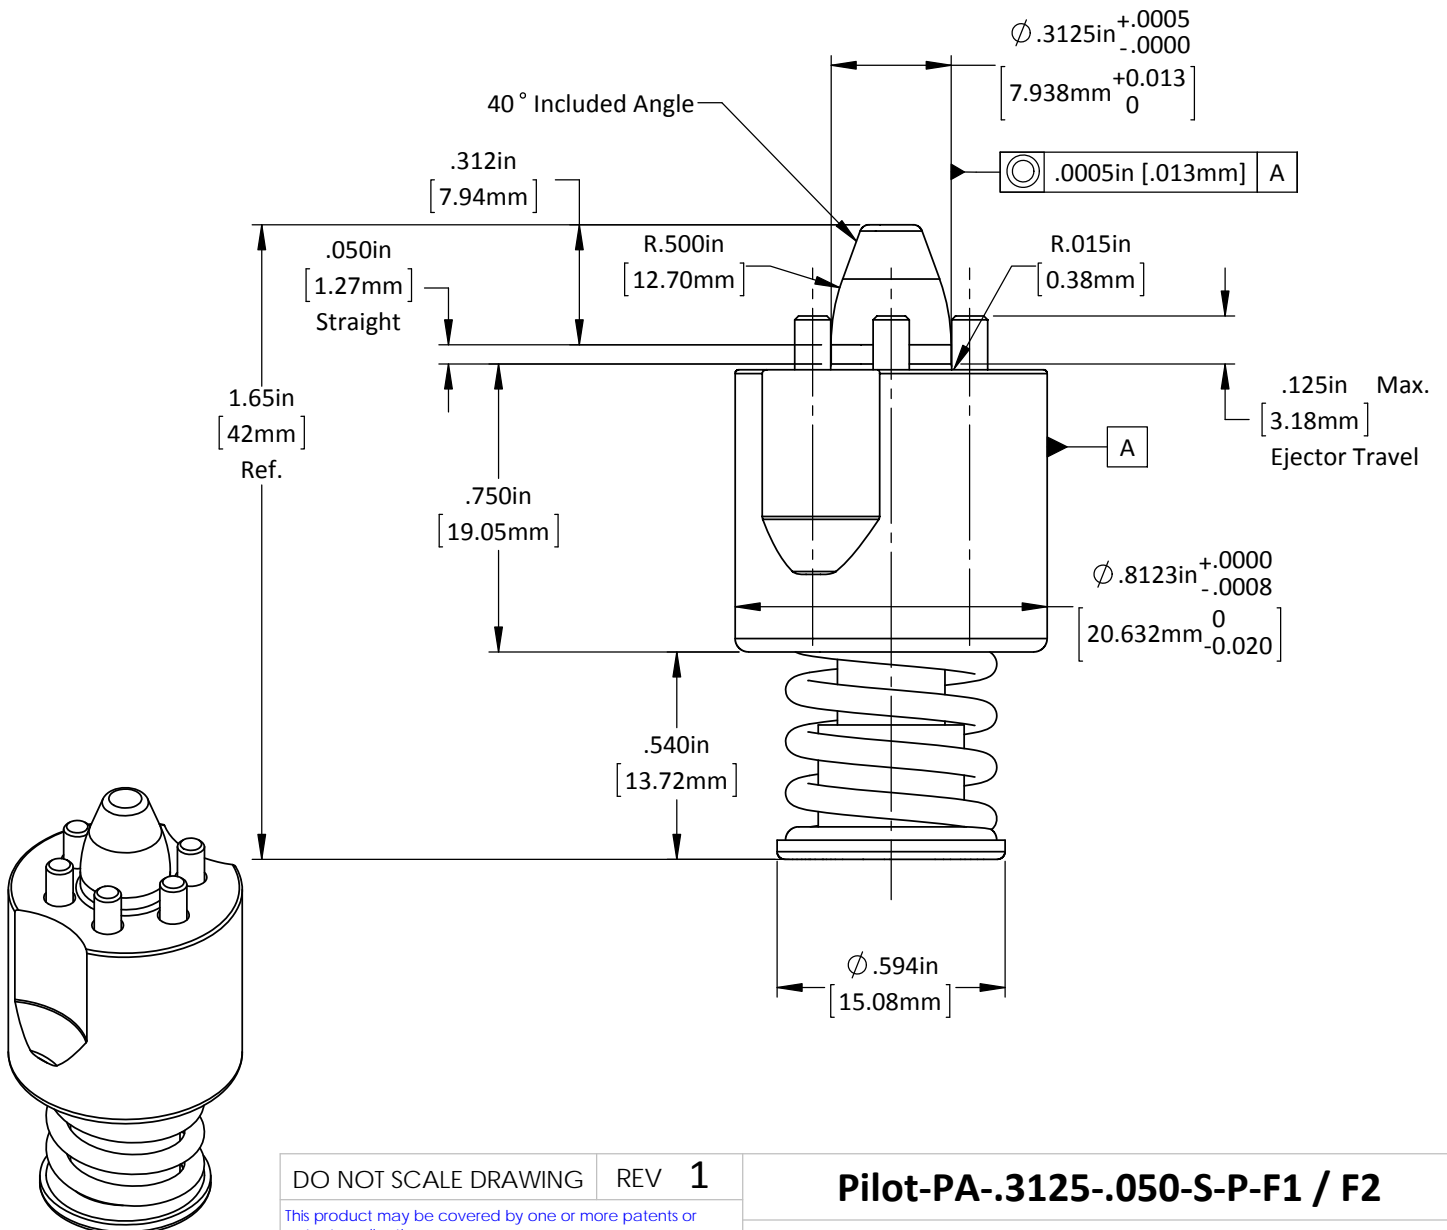 ⌀.3125in +.0005 -.0000
[7.938mm +0.013 0]
40° Included Angle
◎ .0005in [.013mm] A
.312in
[7.94mm]
.050in
[1.27mm]
Straight
R.500in
[12.70mm]
R.015in
[0.38mm]
1.65in
[42mm]
Ref.
.125in Max.
[3.18mm]
Ejector Travel
A
.750in
[19.05mm]
⌀.8123in +.0000 -.0008
[20.632mm 0 -0.020]
.540in
[13.72mm]
⌀.594in
[15.08mm]
DO NOT SCALE DRAWING
REV 1
Pilot-PA-.3125-.050-S-P-F1 / F2
This product may be covered by one or more patents or